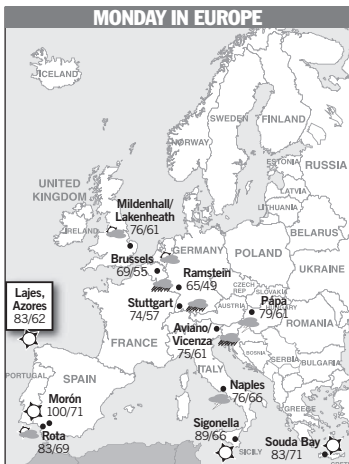 MONDAY IN EUROPE
ICELAND
SWEDEN
FINLAND
NORWAY
ESTONIA
RUSSIA
LATVIA
UNITED
KINGDOM
LITHUANIA
Mildenhall/
Lakenheath
76/61
IRELAND
BELARUS
GERMANY
POLAND
Brussels
69/55
Ramstein
65/49
UKRAINE
CZECH
REP
SLOVAKIA
Lajes,
Azores
83/62
Stuttgart
74/57
AUSTRIA
Pápa
79/61
HUNGARY
ROMANIA
Aviano/
Vicenza
75/61
FRANCE
BOSNIA
SERBIA
BULGARIA
ITALY
PORTUGAL
SPAIN
Naples
76/66
Morón
100/71
GREECE
Sigonella
89/66
Souda Bay
83/71
Rota
83/69
SICILY